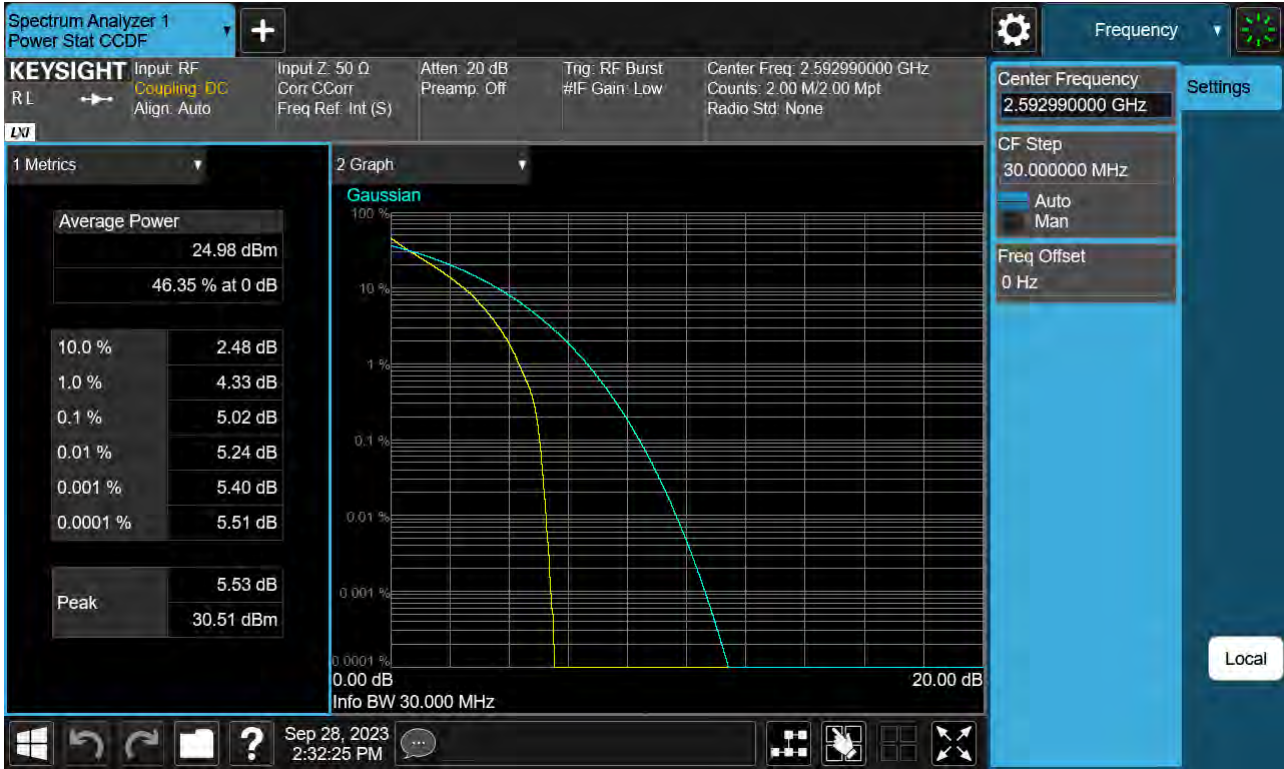 Spectrum Analyzer 1
Power Stat CCDF
Frequency
KEYSIGHT
R L
LXI
Input: RF
Coupling: DC
Align: Auto
Input Z: 50 Ω
Corr CCorr
Freq Ref: Int (S)
Atten: 20 dB
Preamp: Off
Trig: RF Burst
#IF Gain: Low
Center Freq: 2.592990000 GHz
Counts: 2.00 M/2.00 Mpt
Radio Std: None
Center Frequency
2.592990000 GHz
Settings
CF Step
30.000000 MHz
Auto
Man
Freq Offset
0 Hz
Local
1 Metrics
Average Power
24.98 dBm
46.35 % at 0 dB
10.0 % 2.48 dB
1.0 % 4.33 dB
0.1 % 5.02 dB
0.01 % 5.24 dB
0.001 % 5.40 dB
0.0001 % 5.51 dB
Peak
5.53 dB
30.51 dBm
2 Graph
Gaussian
100 %
10 %
1 %
0.1 %
0.01 %
0.001 %
0.0001 %
0.00 dB 20.00 dB
Info BW 30.000 MHz
?
Sep 28, 2023
2:32:25 PM